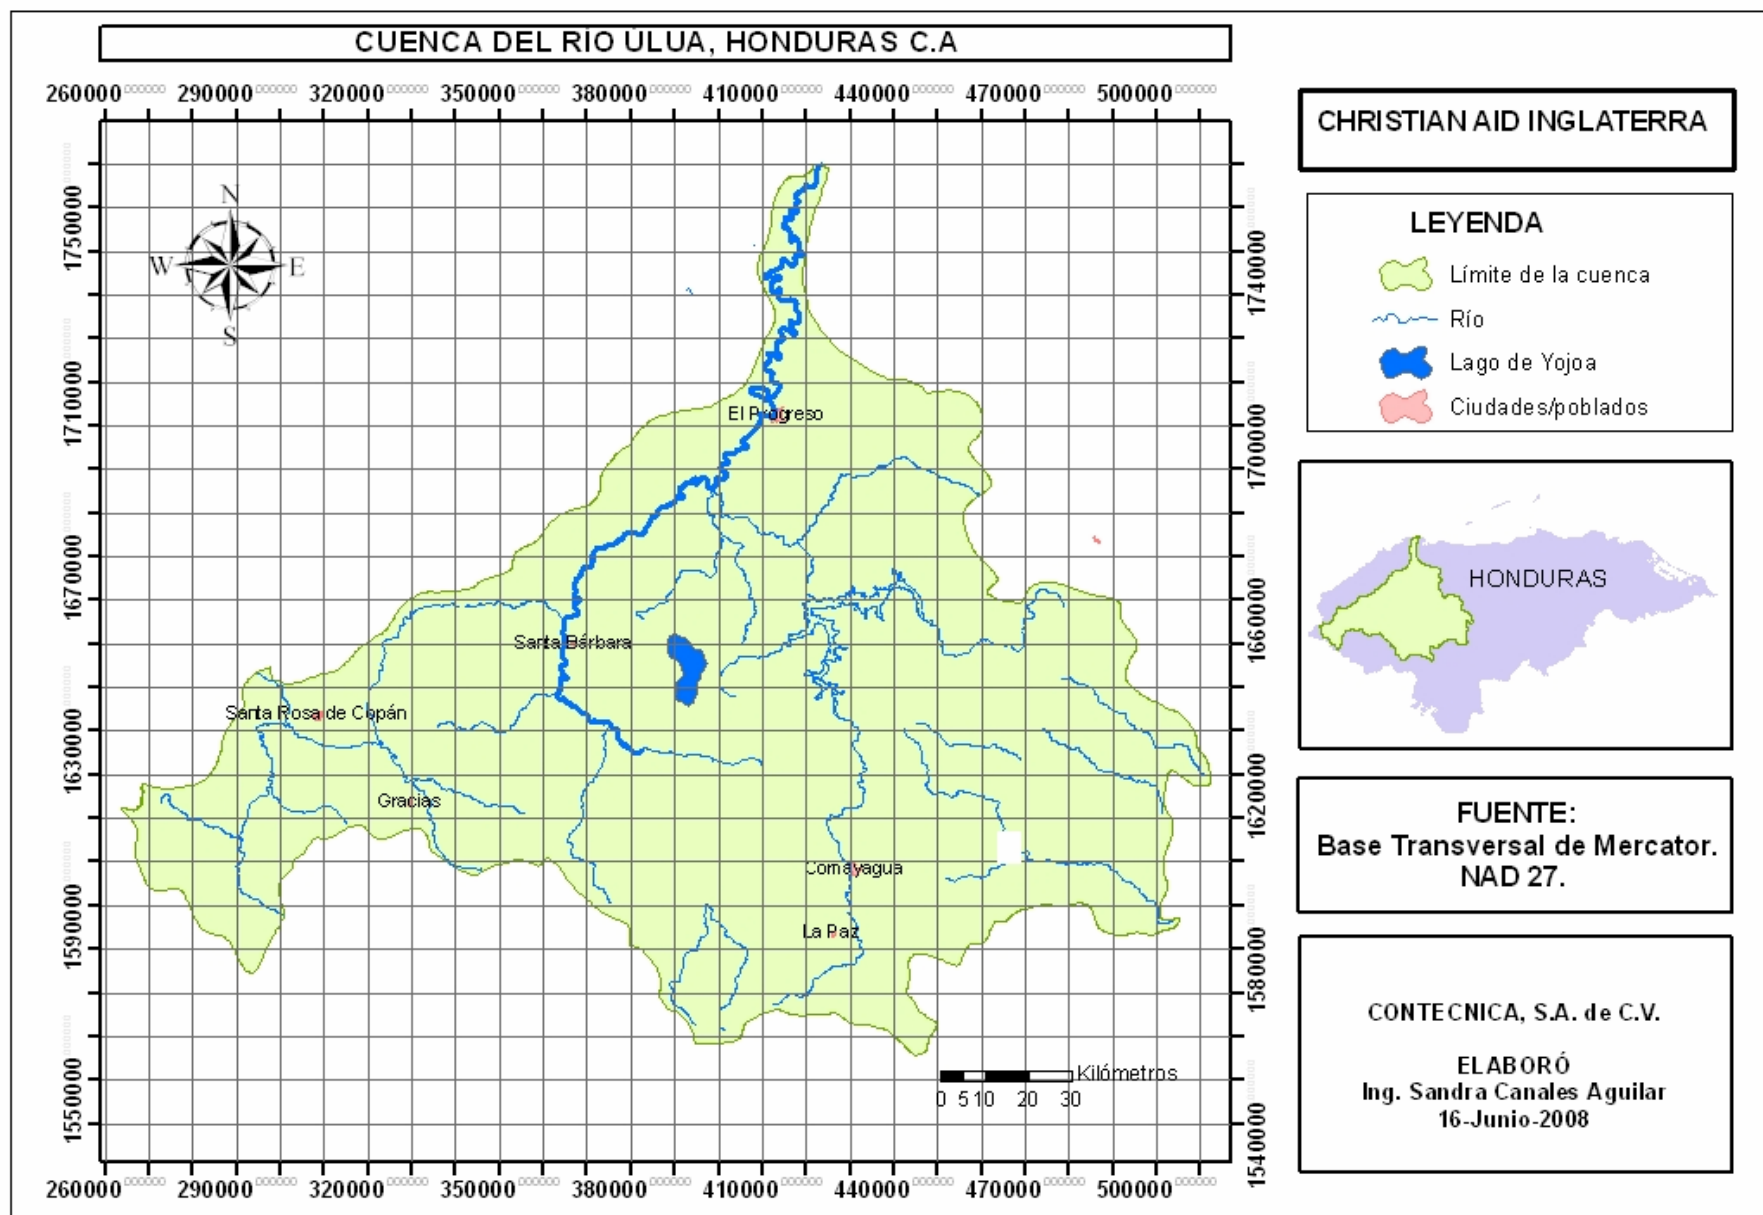 CUENCA DEL RÍO ÚLUA, HONDURAS C.A
260000 290000 320000 350000 380000 410000 440000 470000 500000
1750000
1710000
1670000
1630000
1590000
1550000
N
W E
S
El Progreso
Santa Bárbara
Santa Rosa de Copán
Gracias
Comayagua
La Paz
Kilómetros
0 5 10 20 30
1740000
1700000
1660000
1620000
1580000
1540000
260000 290000 320000 350000 380000 410000 440000 470000 500000
CHRISTIAN AID INGLATERRA
LEYENDA
Límite de la cuenca
Río
Lago de Yojoa
Ciudades/poblados
HONDURAS
FUENTE:
Base Transversal de Mercator.
NAD 27.
CONTECNICA, S.A. de C.V.
ELABORÓ
Ing. Sandra Canales Aguilar
16-Junio-2008